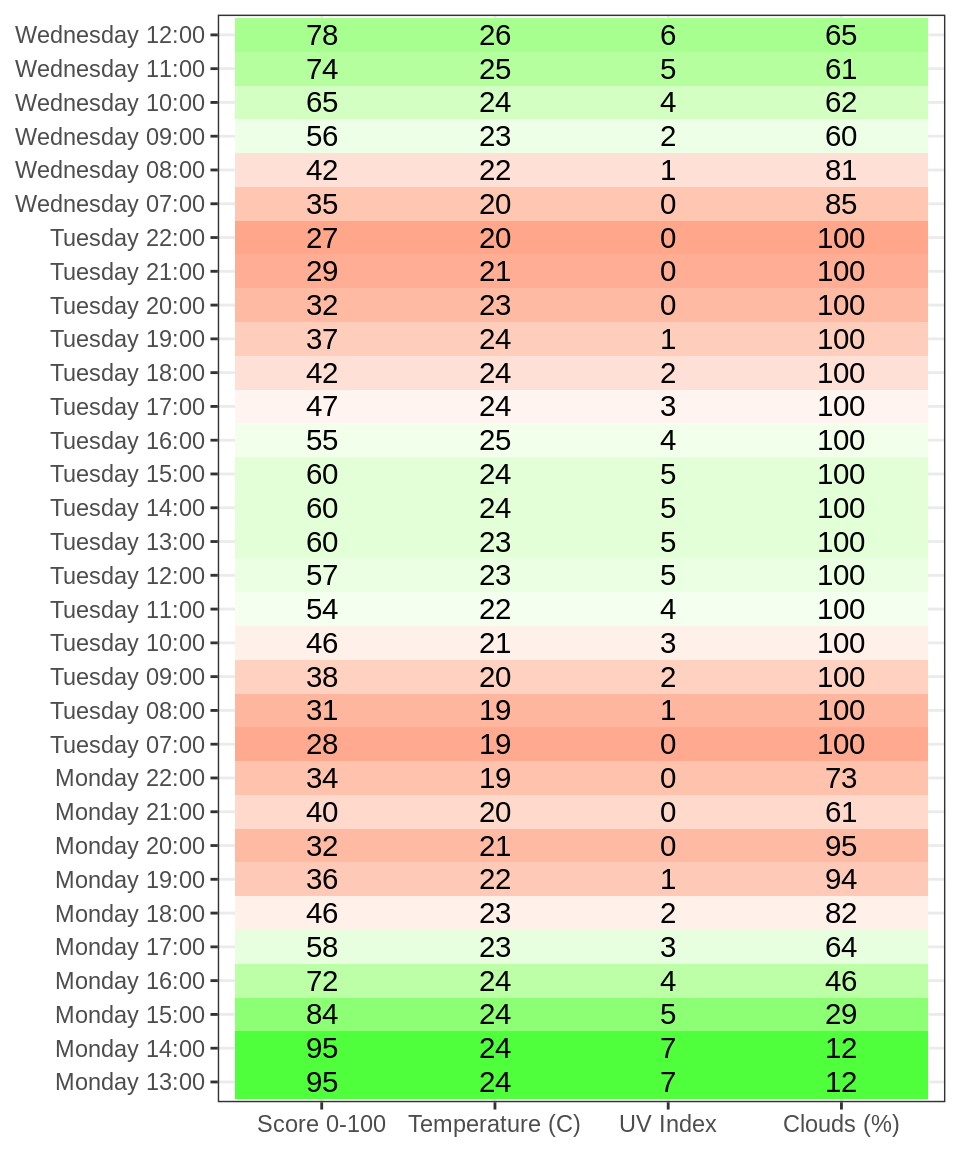 Wednesday 12:00 78 26 6 65
Wednesday 11:00 74 25 5 61
Wednesday 10:00 65 24 4 62
Wednesday 09:00 56 23 2 60
Wednesday 08:00 42 22 1 81
Wednesday 07:00 35 20 0 85
Tuesday 22:00 27 20 0 100
Tuesday 21:00 29 21 0 100
Tuesday 20:00 32 23 0 100
Tuesday 19:00 37 24 1 100
Tuesday 18:00 42 24 2 100
Tuesday 17:00 47 24 3 100
Tuesday 16:00 55 25 4 100
Tuesday 15:00 60 24 5 100
Tuesday 14:00 60 24 5 100
Tuesday 13:00 60 23 5 100
Tuesday 12:00 57 23 5 100
Tuesday 11:00 54 22 4 100
Tuesday 10:00 46 21 3 100
Tuesday 09:00 38 20 2 100
Tuesday 08:00 31 19 1 100
Tuesday 07:00 28 19 0 100
Monday 22:00 34 19 0 73
Monday 21:00 40 20 0 61
Monday 20:00 32 21 0 95
Monday 19:00 36 22 1 94
Monday 18:00 46 23 2 82
Monday 17:00 58 23 3 64
Monday 16:00 72 24 4 46
Monday 15:00 84 24 5 29
Monday 14:00 95 24 7 12
Monday 13:00 95 24 7 12
Score 0-100 Temperature (C) UV Index Clouds (%)